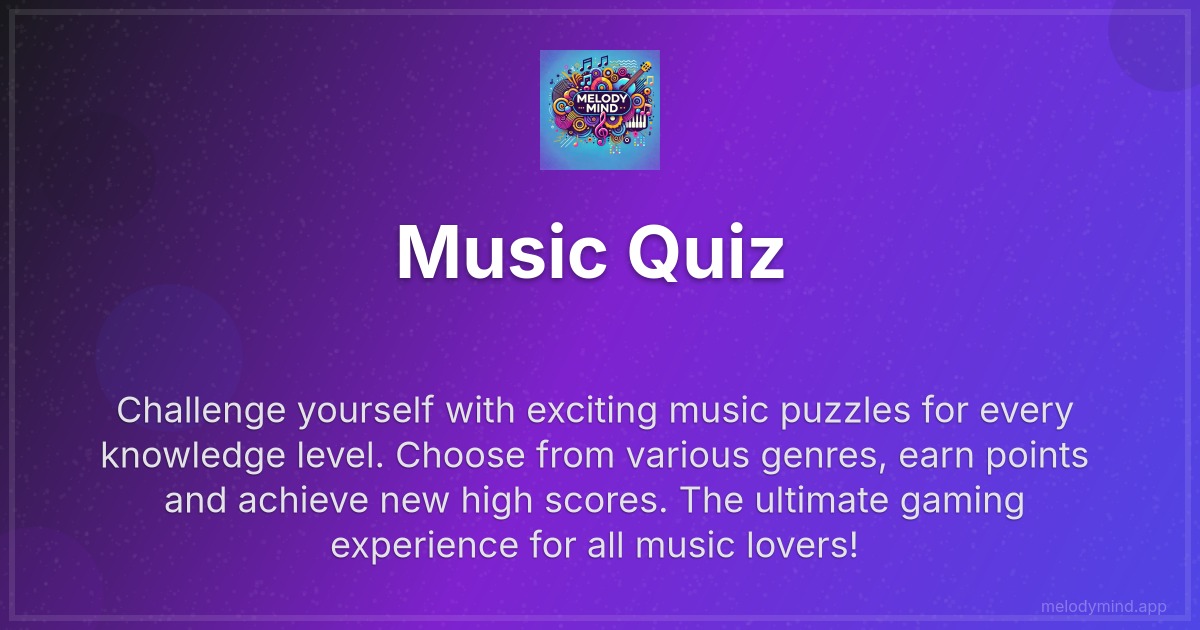 MELODY
MIND
Music Quiz
Challenge yourself with exciting music puzzles for every
knowledge level. Choose from various genres, earn points
and achieve new high scores. The ultimate gaming
experience for all music lovers!
melodymind.app